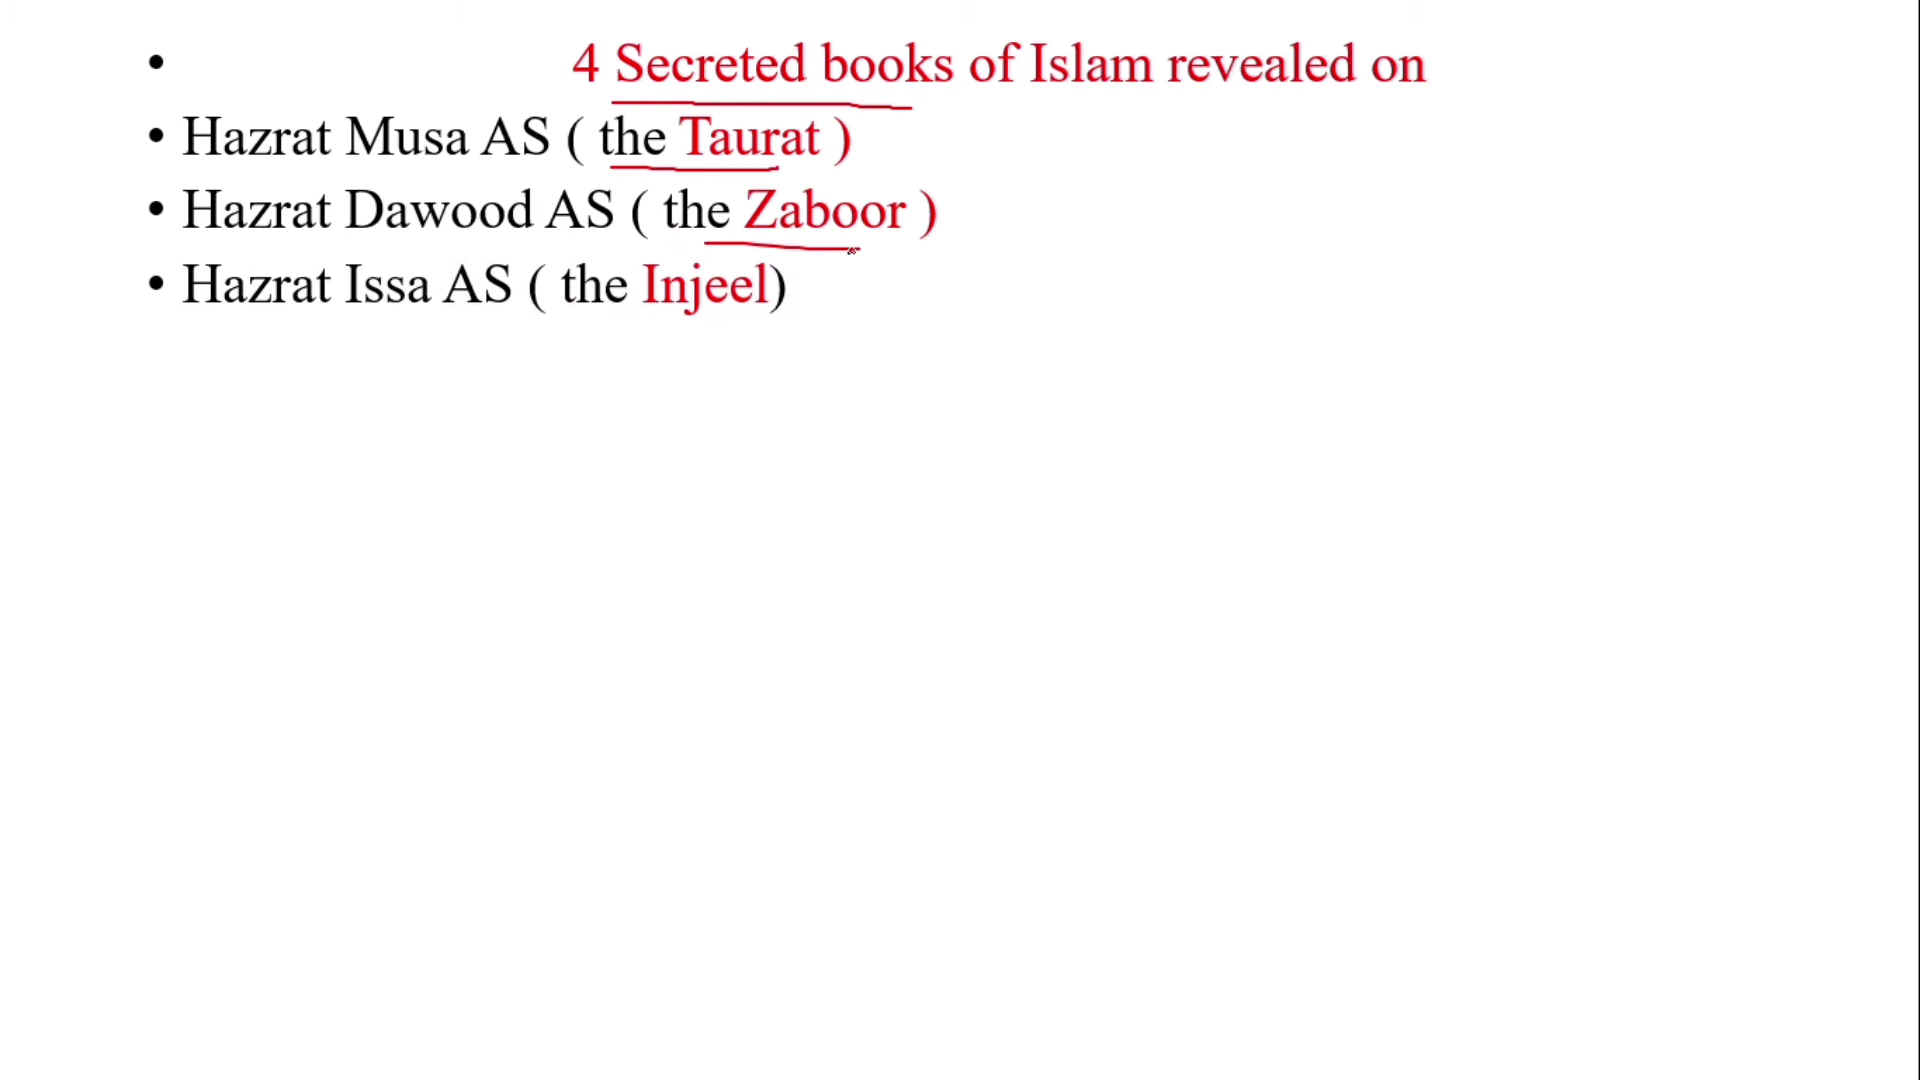 • 4 Secreted books of Islam revealed on
• Hazrat Musa AS ( the Taurat )
• Hazrat Dawood AS ( the Zaboor )
• Hazrat Issa AS ( the Injeel)